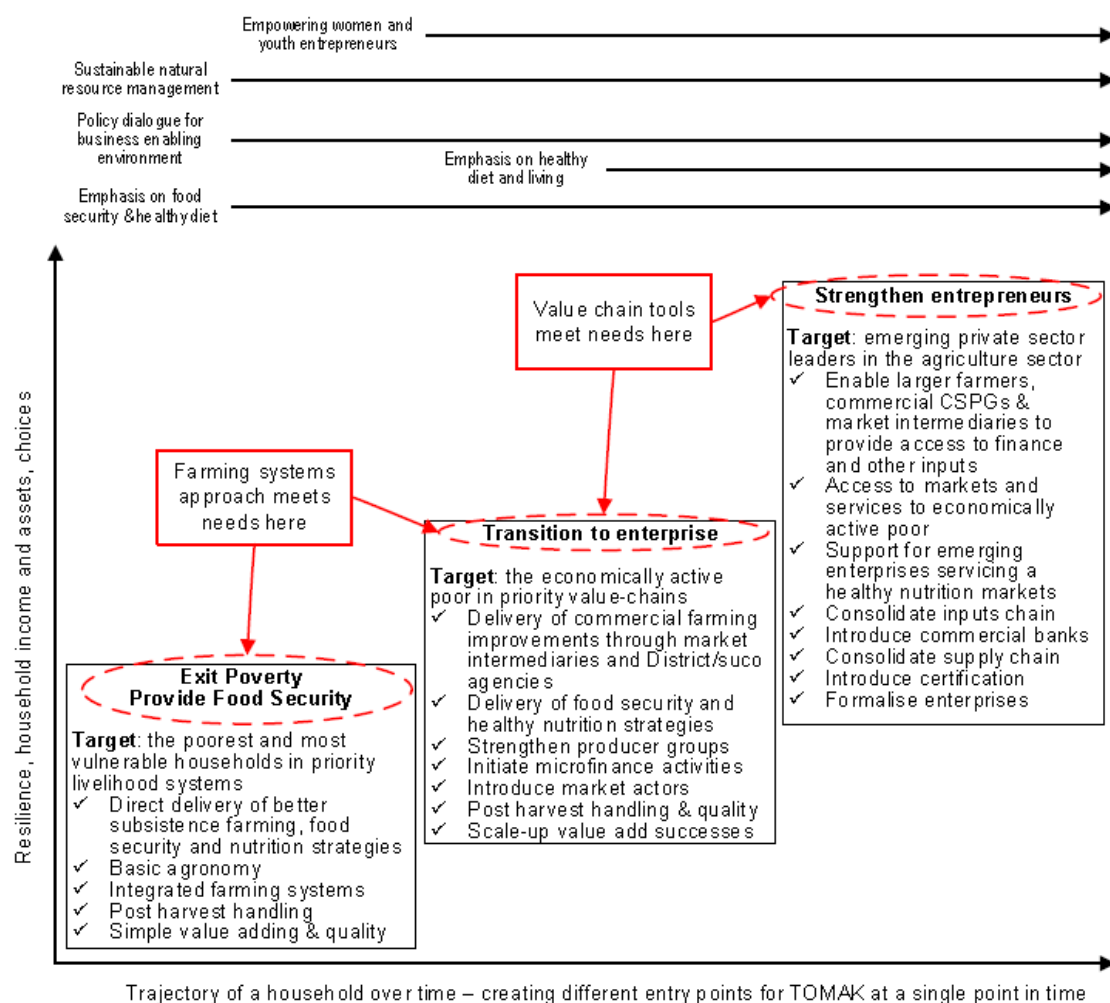 Empowering women and
youth entrepreneurs
Sustainable natural
resource management
Policy dialogue for
business enabling
environment
Emphasis on healthy
diet and living
Emphasis on food
security & healthy diet
Resilience, household income and assets, choices
Farming systems
approach meets
needs here
Value chain tools
meet needs here
Exit Poverty
Provide Food Security
Target: the poorest and most
vulnerable households in priority
livelihood systems
✓ Direct delivery of better
subsistence farming, food
security and nutrition strategies
✓ Basic agronomy
✓ Integrated farming systems
✓ Post harvest handling
✓ Simple value adding & quality
Transition to enterprise
Target: the economically active
poor in priority value-chains
✓ Delivery of commercial farming
improvements through market
intermediaries and District/suco
agencies
✓ Delivery of food security and
healthy nutrition strategies
✓ Strengthen producer groups
✓ Initiate microfinance activities
✓ Introduce market actors
✓ Post harvest handling & quality
✓ Scale-up value add successes
Strengthen entrepreneurs
Target: emerging private sector
leaders in the agriculture sector
✓ Enable larger farmers,
commercial CSPGs &
market intermediaries to
provide access to finance
and other inputs
✓ Access to markets and
services to economically
active poor
✓ Support for emerging
enterprises servicing a
healthy nutrition markets
✓ Consolidate inputs chain
✓ Introduce commercial banks
✓ Consolidate supply chain
✓ Introduce certification
✓ Formalise enterprises
Trajectory of a household over time – creating different entry points for TOMAK at a single point in time